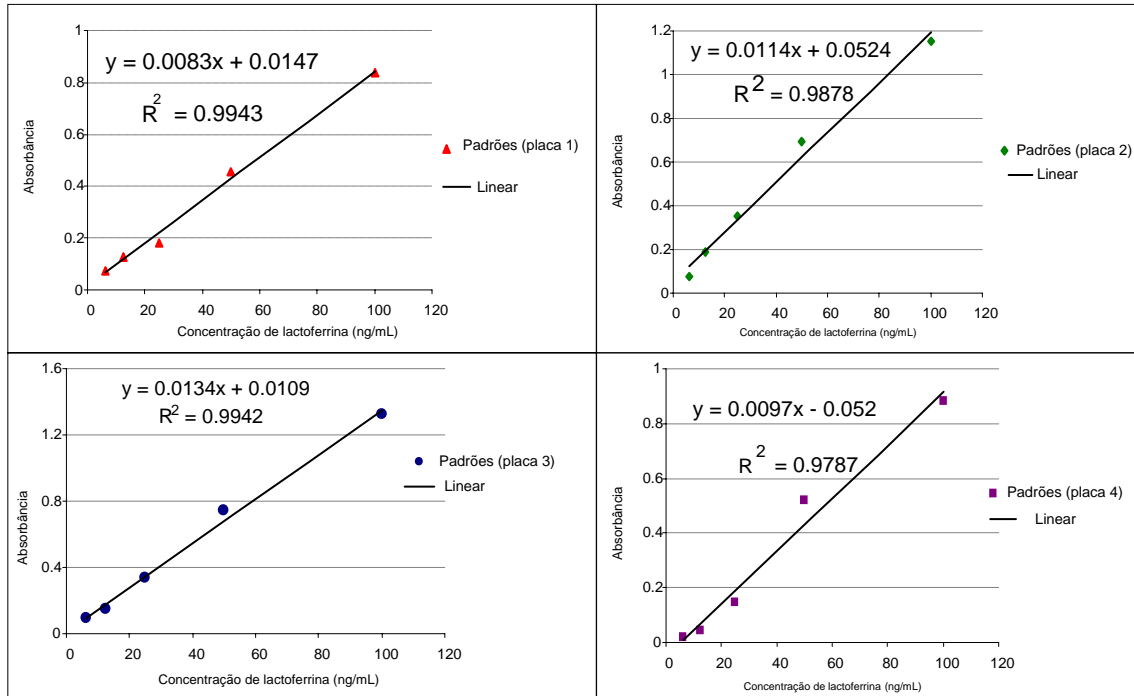 1
0.8
0.6
0.4
0.2
0
0 20 40 60 80 100 120
Absorbância
Concentração de lactoferrina (ng/mL)
y = 0.0083x + 0.0147
R² = 0.9943
Padrões (placa 1)
Linear
1.2
1
0.8
0.6
0.4
0.2
0
0 20 40 60 80 100 120
Absorbância
Concentração de lactoferrina (ng/mL)
y = 0.0114x + 0.0524
R² = 0.9878
Padrões (placa 2)
Linear
1.6
1.2
0.8
0.4
0
0 20 40 60 80 100 120
Absorbância
Concentração de lactoferrina (ng/mL)
y = 0.0134x + 0.0109
R² = 0.9942
Padrões (placa 3)
Linear
1
0.8
0.6
0.4
0.2
0
0 20 40 60 80 100 120
Absorbância
Concentração de lactoferrina (ng/mL)
y = 0.0097x - 0.052
R² = 0.9787
Padrões (placa 4)
Linear